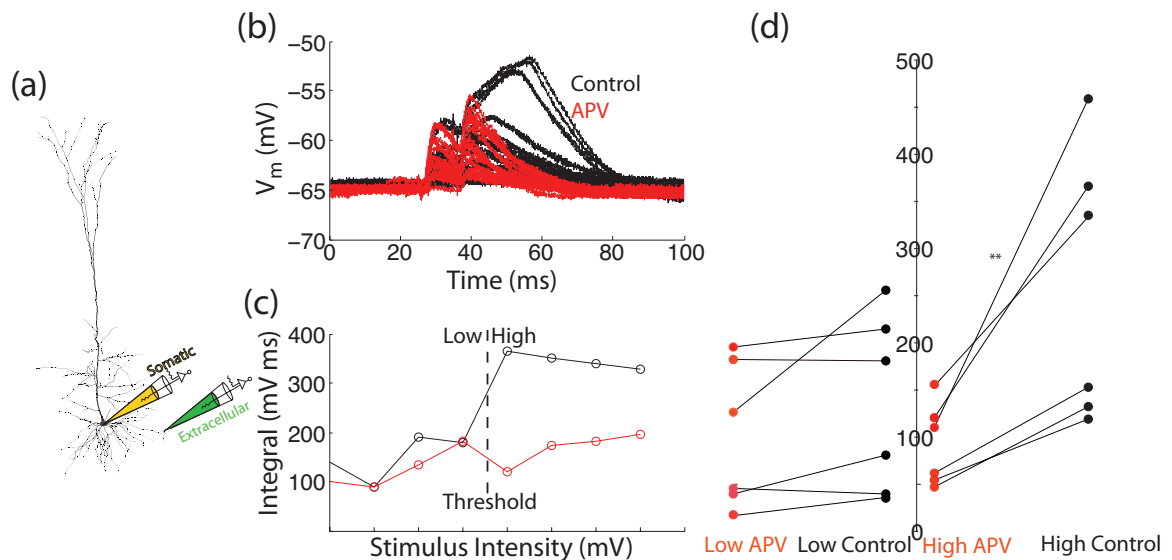 (a)
Somatic
Extracellular
(b)
−50
−55
−60
−65
−70
V_m (mV)
Control
APV
0 20 40 60 80 100
Time (ms)
(c)
400
300
200
100
Integral (mV ms)
Low High
Threshold
Stimulus Intensity (mV)
(d)
500
400
300
200
100
0
**
Low APV Low Control High APV High Control